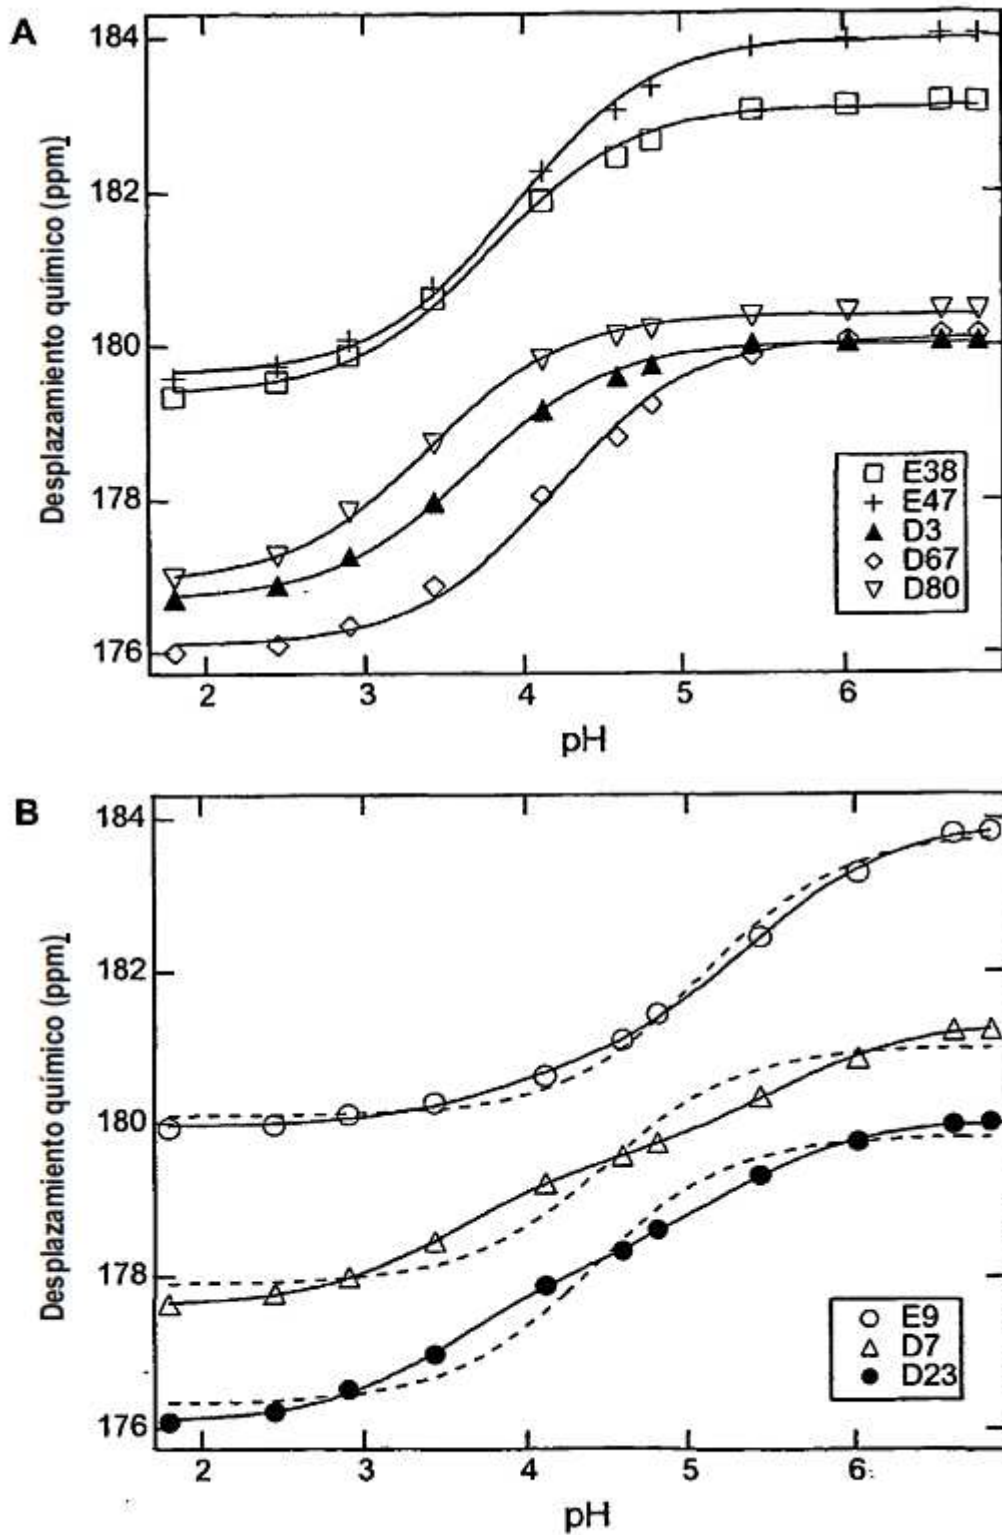 A
Desplazamiento químico (ppm)
184
182
180
178
176
E38
E47
D3
D67
D80
2 3 4 5 6
pH
B
Desplazamiento químico (ppm)
184
182
180
178
176
E9
D7
D23
2 3 4 5 6
pH